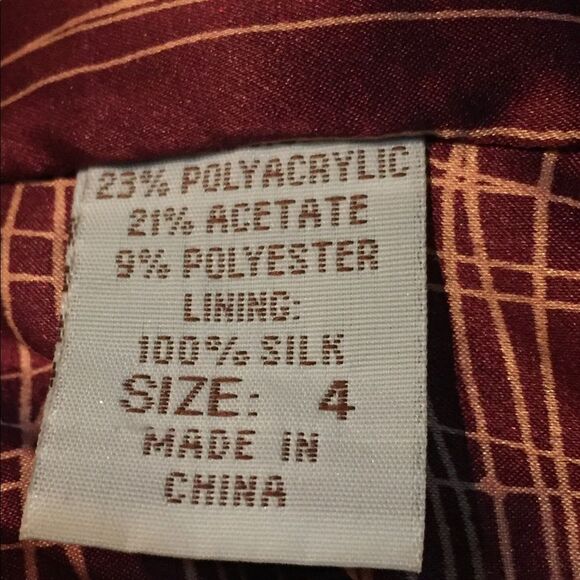 23% POLYACRYLIC
21% ACETATE
9% POLYESTER
LINING:
100% SILK
SIZE: 4
MADE IN
CHINA